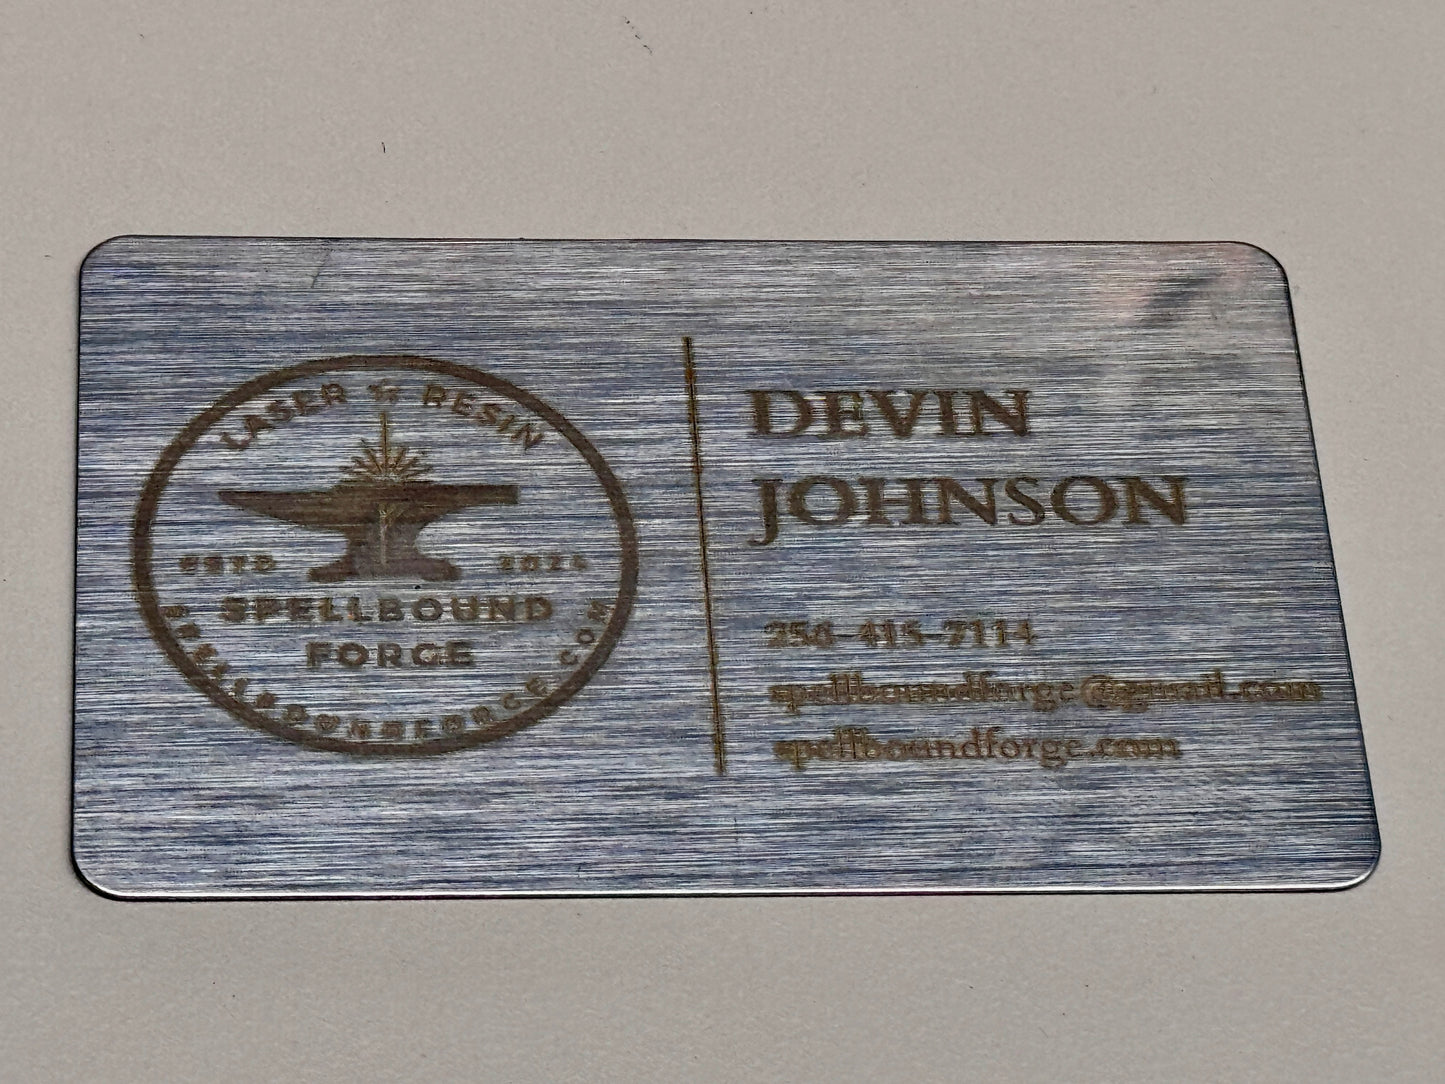 LASER & RESIN
ESTD 2024
SPELLBOUND
FORGE
SPELLBOUNDFORGE.COM
DEVIN
JOHNSON
256-415-7114
spellboundforge@gmail.com
spellboundforge.com